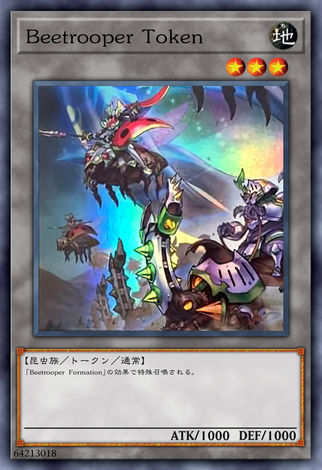 Beetrooper Token
地
【昆虫族／トークン／通常】
「Beetrooper Formation」の効果で特殊召喚される。
ATK/1000 DEF/1000
64213018